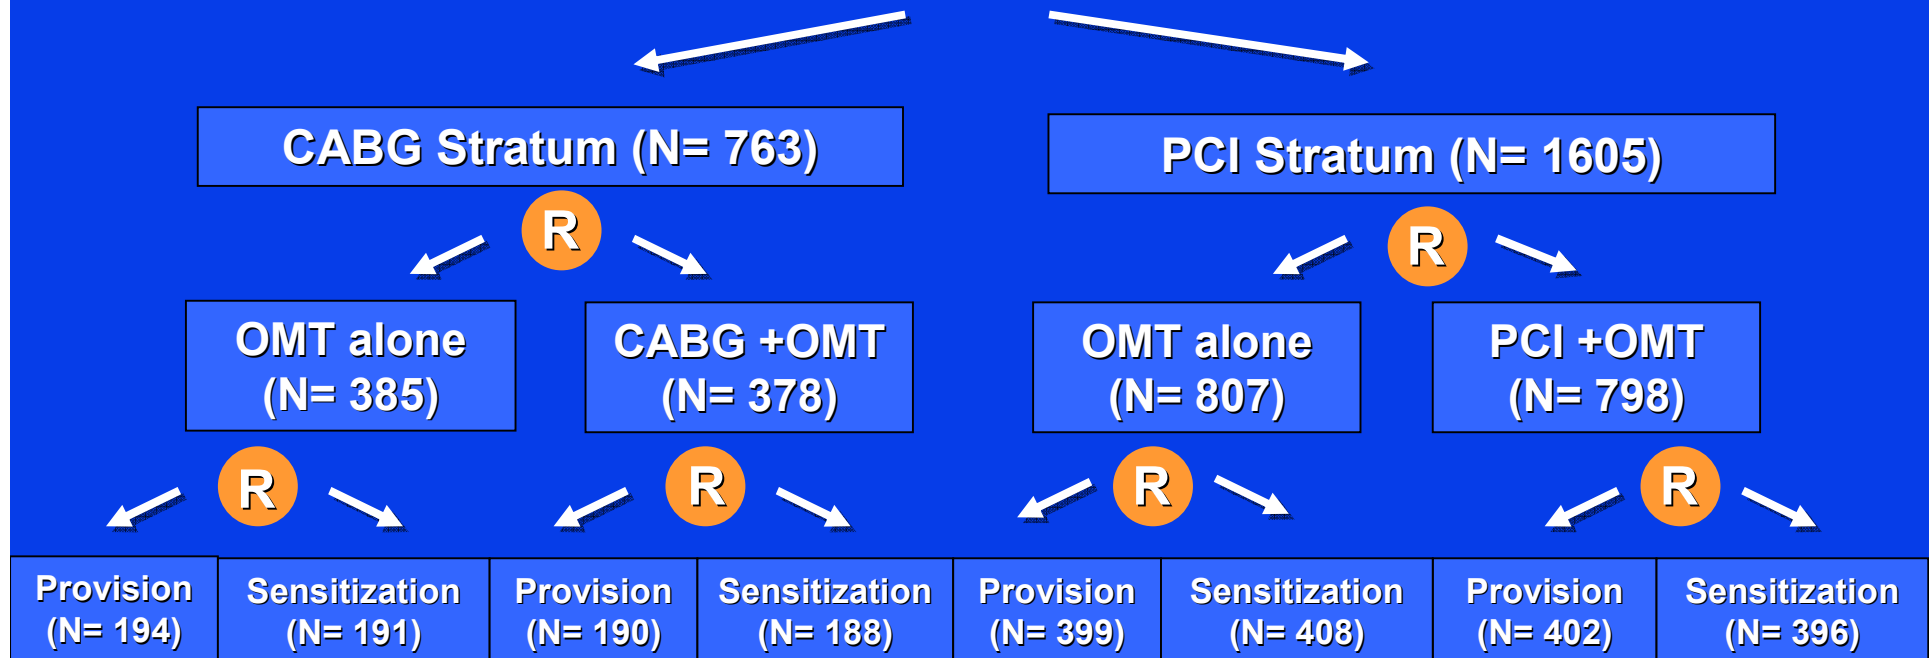 CABG Stratum (N= 763)
PCI Stratum (N= 1605)
R
R
OMT alone
(N= 385)
CABG +OMT
(N= 378)
OMT alone
(N= 807)
PCI +OMT
(N= 798)
R
R
R
R
Provision
(N= 194)
Sensitization
(N= 191)
Provision
(N= 190)
Sensitization
(N= 188)
Provision
(N= 399)
Sensitization
(N= 408)
Provision
(N= 402)
Sensitization
(N= 396)